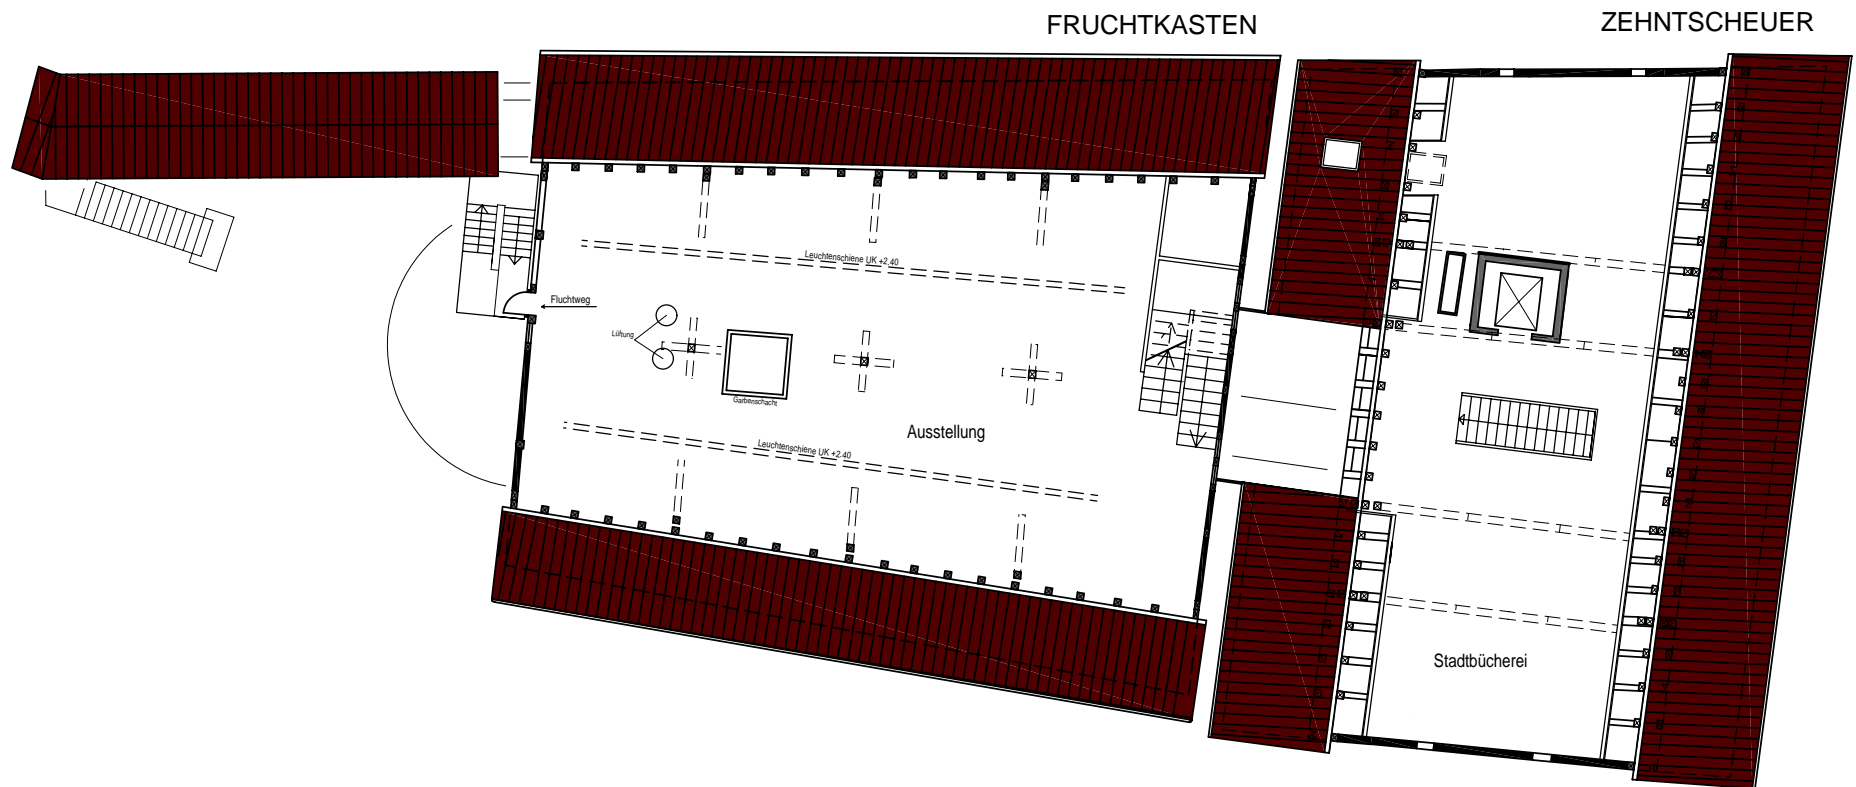 FRUCHTKASTEN
ZEHNTSCHEUER
Leuchtenschiene UK +2.40
Fluchtweg
Lüftung
Garbenschacht
Ausstellung
Leuchtenschiene UK +2.40
Stadtbücherei